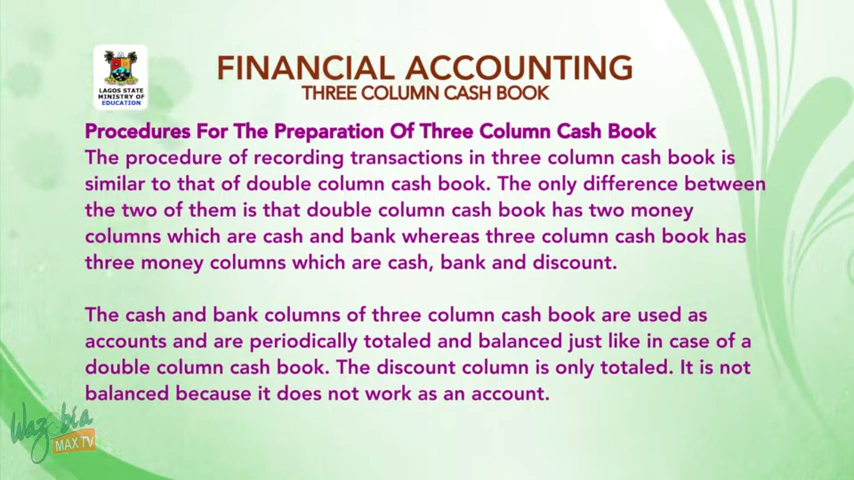 LAGOS STATE
MINISTRY OF
EDUCATION
FINANCIAL ACCOUNTING
THREE COLUMN CASH BOOK
Procedures For The Preparation Of Three Column Cash Book
The procedure of recording transactions in three column cash book is
similar to that of double column cash book. The only difference between
the two of them is that double column cash book has two money
columns which are cash and bank whereas three column cash book has
three money columns which are cash, bank and discount.
The cash and bank columns of three column cash book are used as
accounts and are periodically totaled and balanced just like in case of a
double column cash book. The discount column is only totaled. It is not
balanced because it does not work as an account.
Wazobia
MAX TV